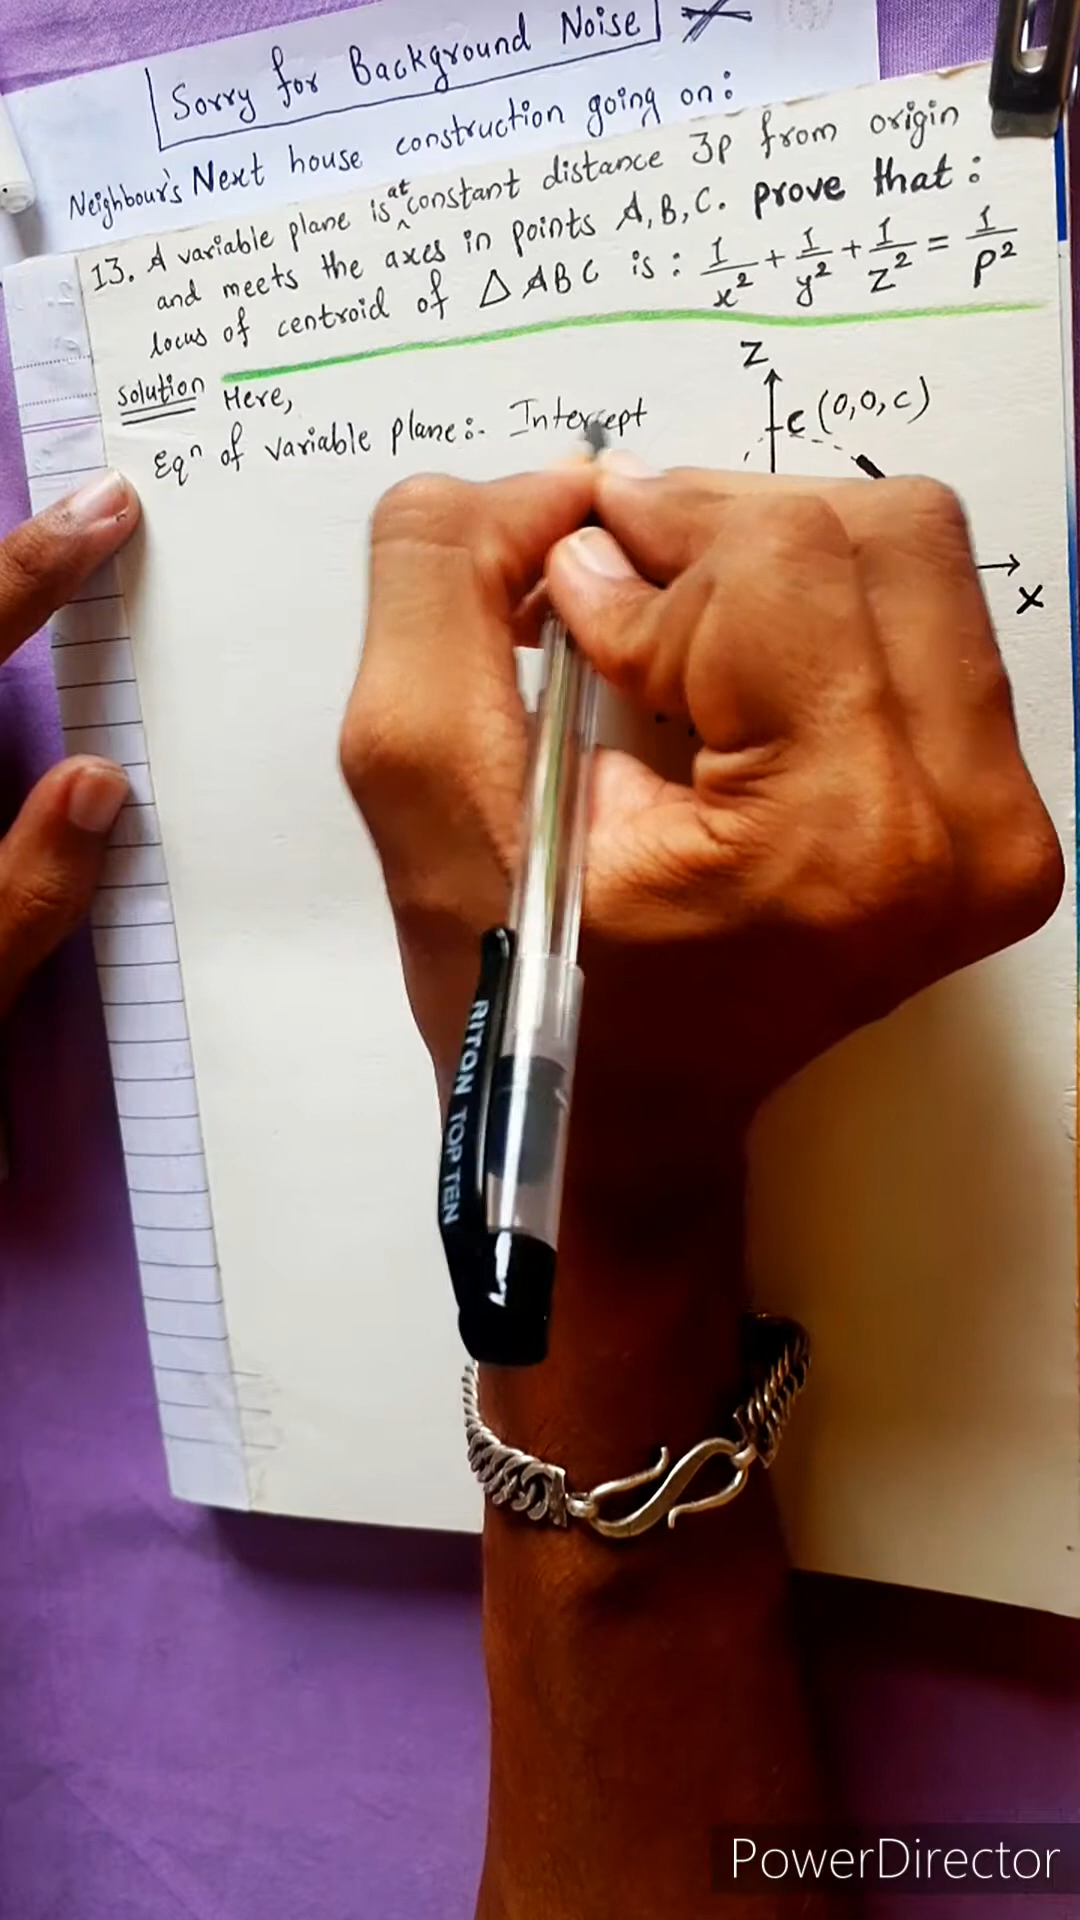 Sorry for Background Noise
Neighbour's Next house construction going on:
13. A variable plane is at constant distance 3p from origin
and meets the axes in points A, B, C. prove that:
locus of centroid of △ ABC is: 1/x² + 1/y² + 1/z² = 1/p²
Solution Here,
Eqⁿ of variable plane:- Intercept
Z
C (0,0,c)
X
RITON TOP TEN
PowerDirector